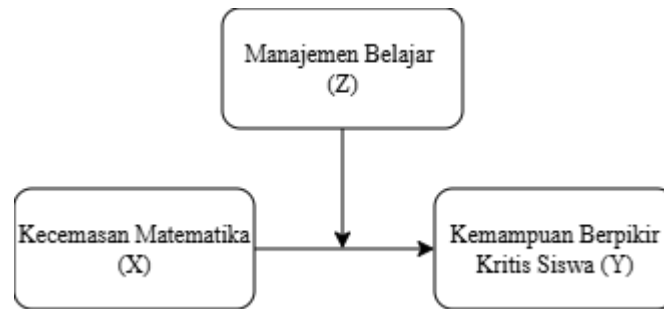 Manajemen Belajar
(Z)
Kecemasan Matematika
(X)
Kemampuan Berpikir
Kritis Siswa (Y)